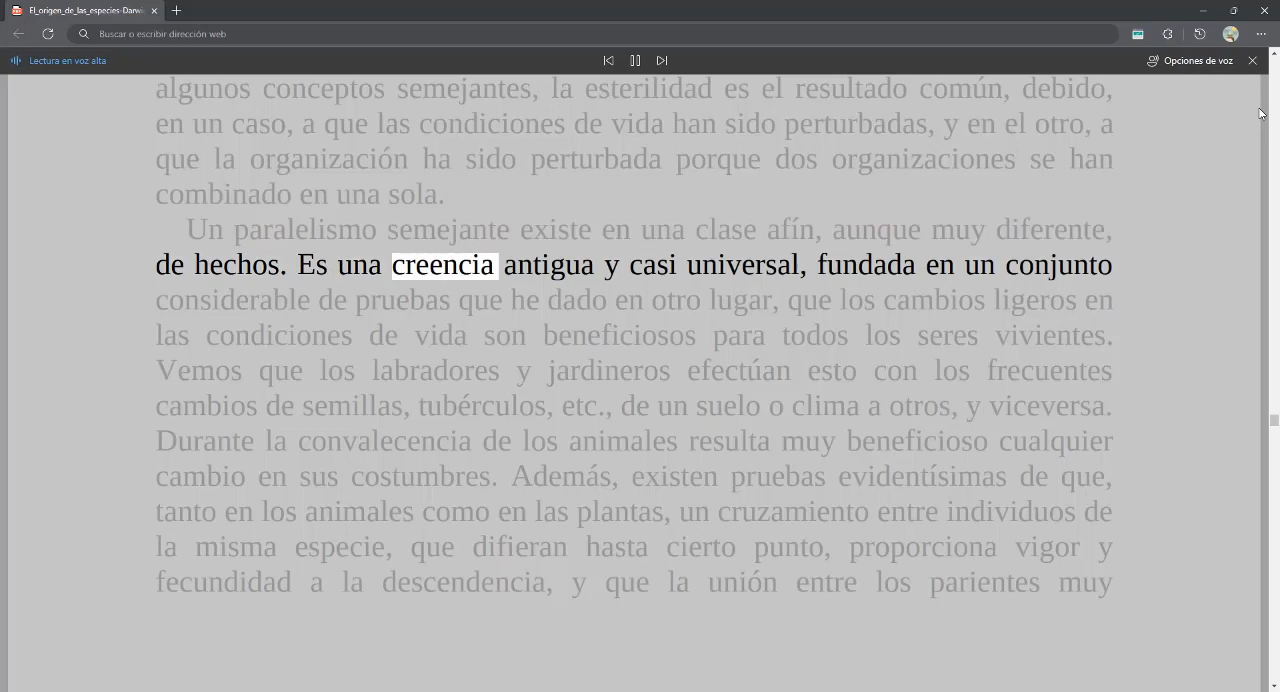 El_origen_de_las_especies-Darwi
Buscar o escribir dirección web
Lectura en voz alta
Opciones de voz
algunos conceptos semejantes, la esterilidad es el resultado común, debido,
en un caso, a que las condiciones de vida han sido perturbadas, y en el otro, a
que la organización ha sido perturbada porque dos organizaciones se han
combinado en una sola.
Un paralelismo semejante existe en una clase afín, aunque muy diferente,
de hechos. Es una creencia antigua y casi universal, fundada en un conjunto
considerable de pruebas que he dado en otro lugar, que los cambios ligeros en
las condiciones de vida son beneficiosos para todos los seres vivientes.
Vemos que los labradores y jardineros efectúan esto con los frecuentes
cambios de semillas, tubérculos, etc., de un suelo o clima a otros, y viceversa.
Durante la convalecencia de los animales resulta muy beneficioso cualquier
cambio en sus costumbres. Además, existen pruebas evidentísimas de que,
tanto en los animales como en las plantas, un cruzamiento entre individuos de
la misma especie, que difieran hasta cierto punto, proporciona vigor y
fecundidad a la descendencia, y que la unión entre los parientes muy